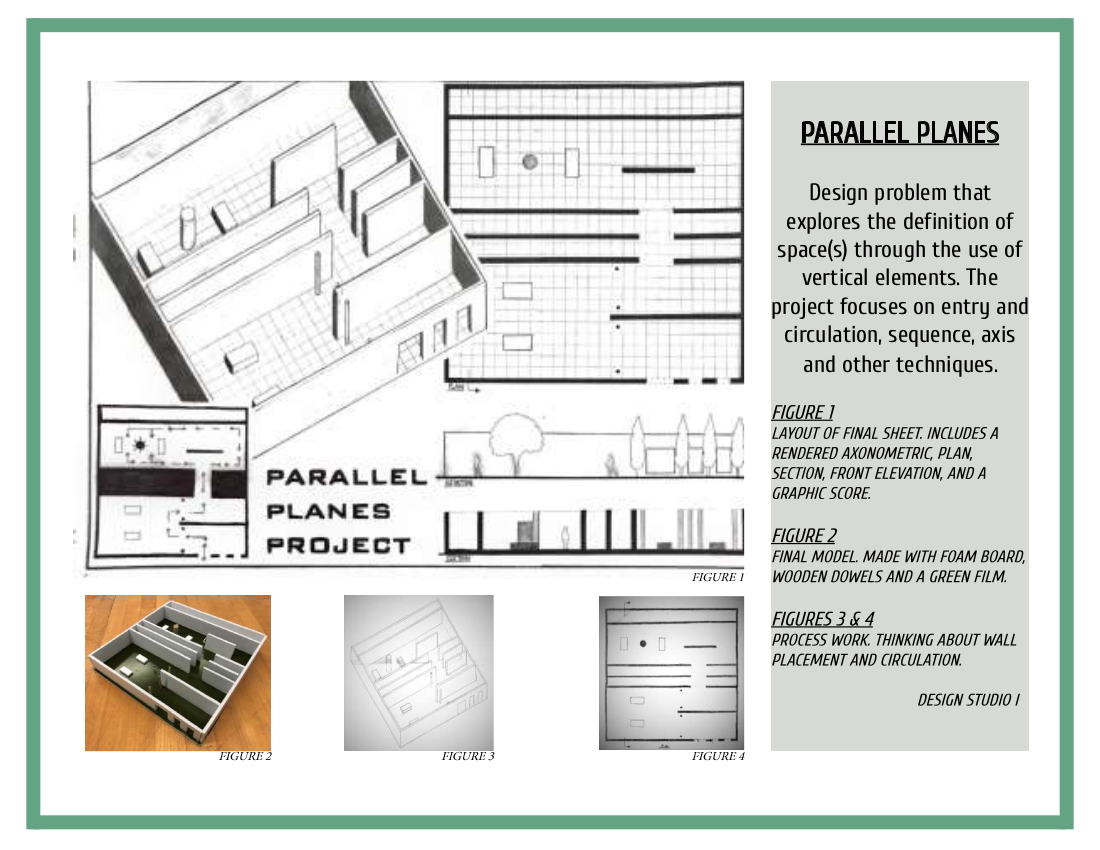 PARALLEL
PLANES
PROJECT
PLAN
ELEVATION
SECTION
FIGURE 1
FIGURE 2
FIGURE 3
FIGURE 4
PARALLEL PLANES
Design problem that
explores the definition of
space(s) through the use of
vertical elements. The
project focuses on entry and
circulation, sequence, axis
and other techniques.
FIGURE 1
LAYOUT OF FINAL SHEET. INCLUDES A
RENDERED AXONOMETRIC, PLAN,
SECTION, FRONT ELEVATION, AND A
GRAPHIC SCORE.
FIGURE 2
FINAL MODEL. MADE WITH FOAM BOARD,
WOODEN DOWELS AND A GREEN FILM.
FIGURES 3 & 4
PROCESS WORK. THINKING ABOUT WALL
PLACEMENT AND CIRCULATION.
DESIGN STUDIO I